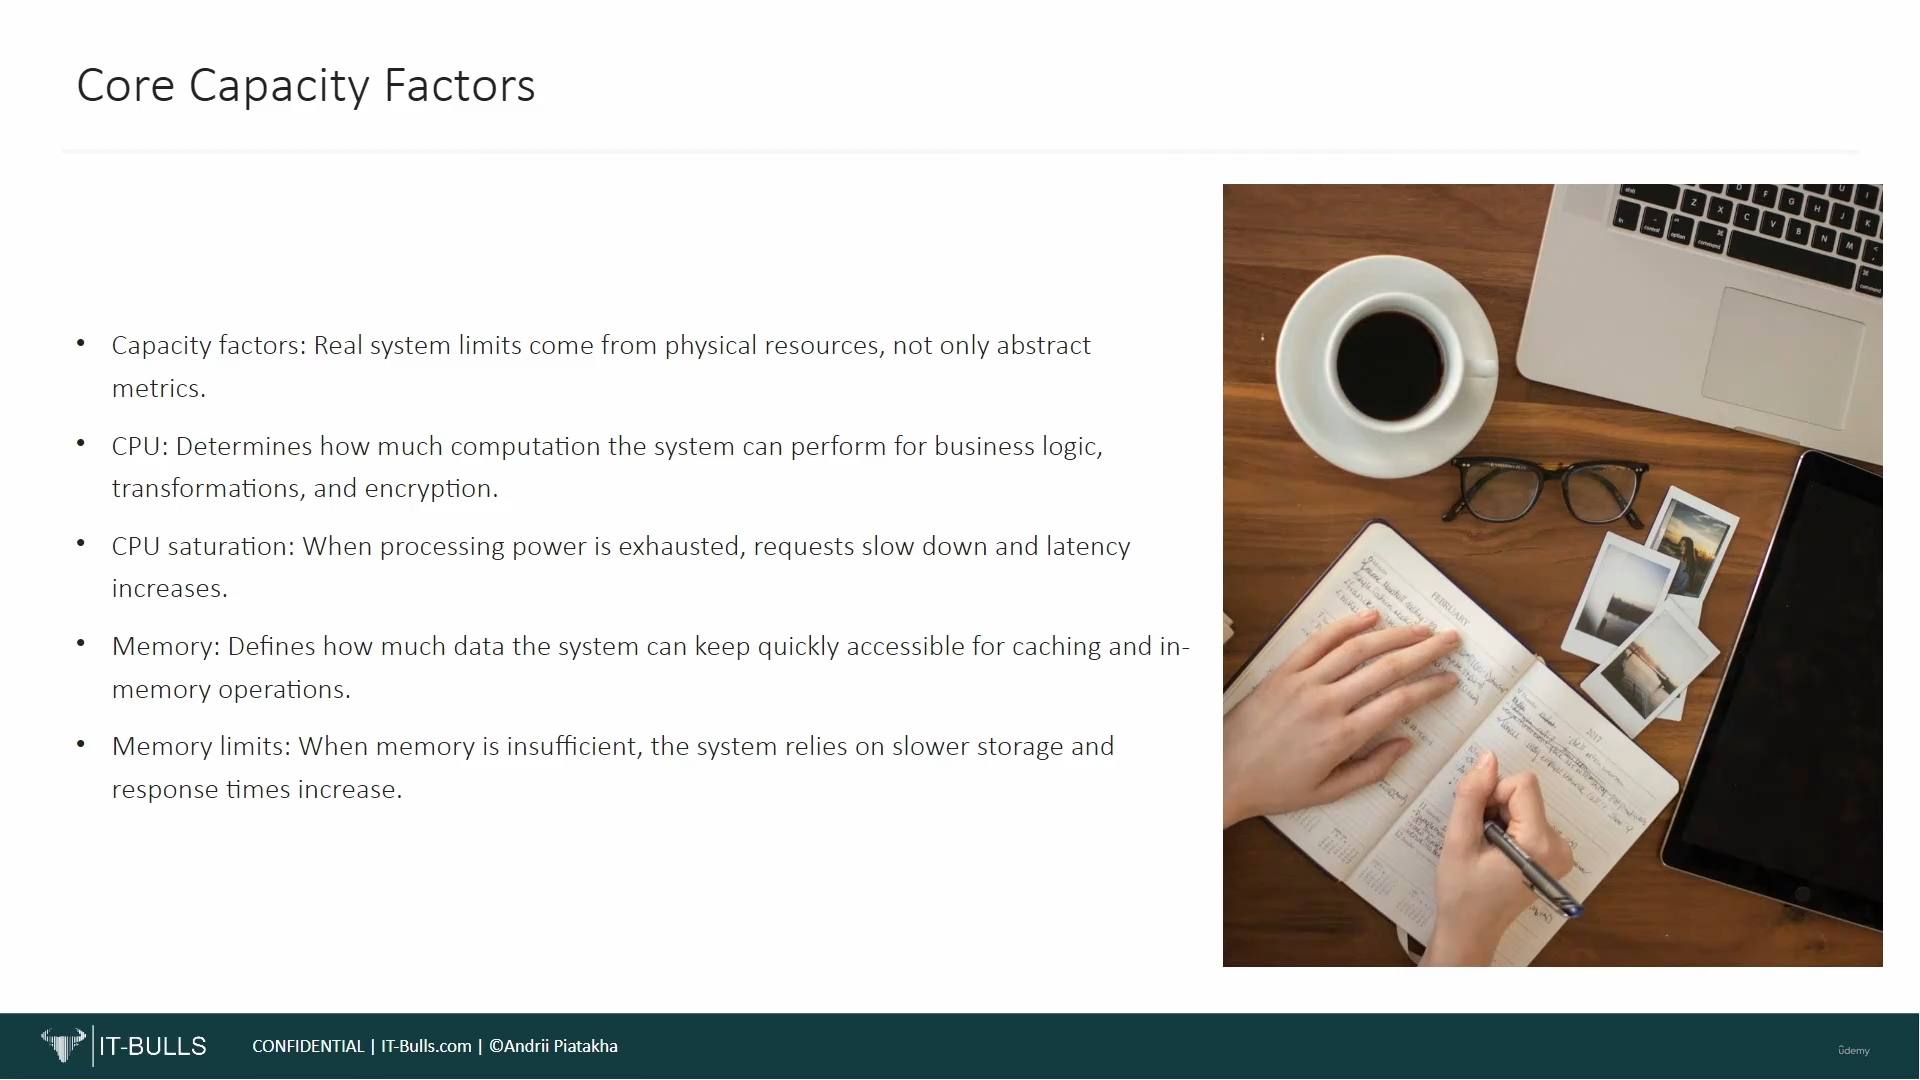 Core Capacity Factors
• Capacity factors: Real system limits come from physical resources, not only abstract
metrics.
• CPU: Determines how much computation the system can perform for business logic,
transformations, and encryption.
• CPU saturation: When processing power is exhausted, requests slow down and latency
increases.
• Memory: Defines how much data the system can keep quickly accessible for caching and in-
memory operations.
• Memory limits: When memory is insufficient, the system relies on slower storage and
response times increase.
FEBRUARY
2017
IT-BULLS
CONFIDENTIAL | IT-Bulls.com | ©Andrii Piatakha
udemy